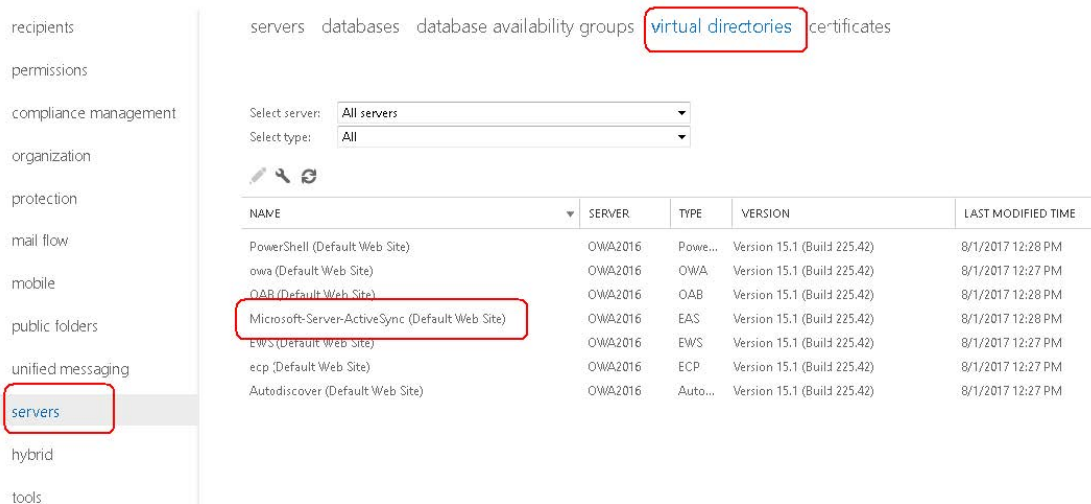 recipients
permissions
compliance management
organization
protection
mail flow
mobile
public folders
unified messaging
servers
hybrid
tools
servers databases database availability groups virtual directories certificates
Select server: All servers
Select type: All
NAME SERVER TYPE VERSION LAST MODIFIED TIME
PowerShell (Default Web Site) OWA2016 Powe... Version 15.1 (Build 225.42) 8/1/2017 12:28 PM
owa (Default Web Site) OWA2016 OWA Version 15.1 (Build 225.42) 8/1/2017 12:27 PM
OAB (Default Web Site) OWA2016 OAB Version 15.1 (Build 225.42) 8/1/2017 12:28 PM
Microsoft-Server-ActiveSync (Default Web Site) OWA2016 EAS Version 15.1 (Build 225.42) 8/1/2017 12:28 PM
EWS (Default Web Site) OWA2016 EWS Version 15.1 (Build 225.42) 8/1/2017 12:27 PM
ecp (Default Web Site) OWA2016 ECP Version 15.1 (Build 225.42) 8/1/2017 12:27 PM
Autodiscover (Default Web Site) OWA2016 Auto... Version 15.1 (Build 225.42) 8/1/2017 12:27 PM